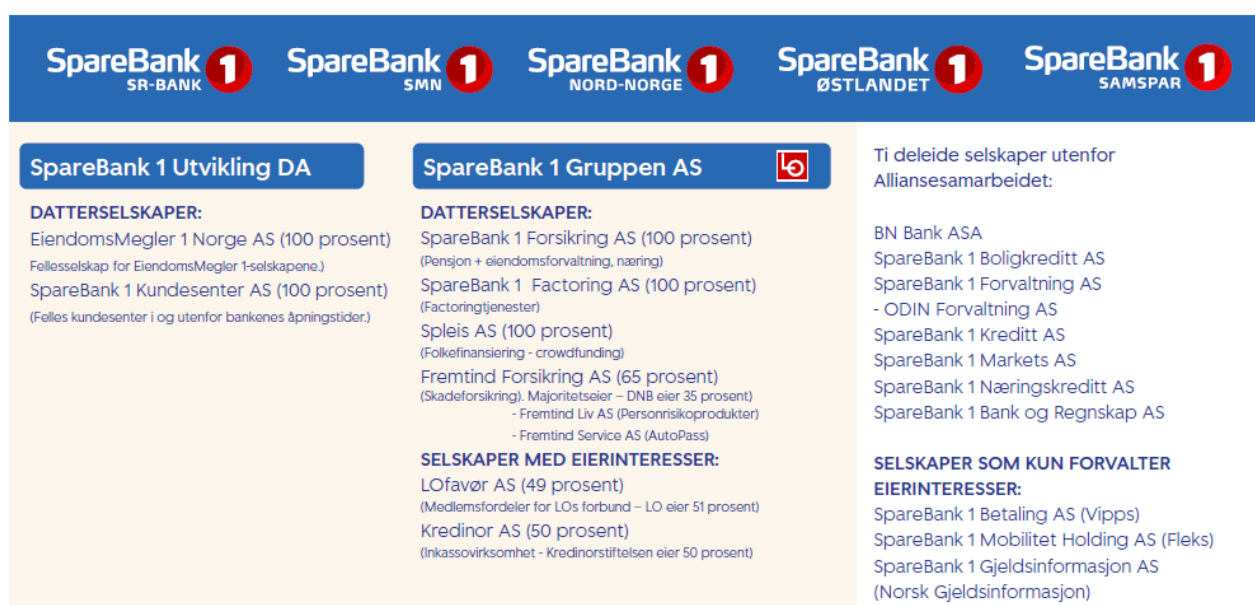 SpareBank 1
SR-BANK
SpareBank 1
SMN
SpareBank 1
NORD-NORGE
SpareBank 1
ØSTLANDET
SpareBank 1
SAMSPAR
SpareBank 1 Utvikling DA
DATTERSELSKAPER:
EiendomsMegler 1 Norge AS (100 prosent)
Fellesselskap for EiendomsMegler 1-selskapene.)
SpareBank 1 Kundesenter AS (100 prosent)
(Felles kundesenter i og utenfor bankenes åpningstider.)
SpareBank 1 Gruppen AS
LO
DATTERSELSKAPER:
SpareBank 1 Forsikring AS (100 prosent)
(Pensjon + eiendomsforvaltning, næring)
SpareBank 1 Factoring AS (100 prosent)
(Factoringtjenester)
Spleis AS (100 prosent)
(Folkefinansiering - crowdfunding)
Fremtind Forsikring AS (65 prosent)
(Skadeforsikring). Majoritetseier – DNB eier 35 prosent)
- Fremtind Liv AS (Personrisikoprodukter)
- Fremtind Service AS (AutoPass)
SELSKAPER MED EIERINTERESSER:
LOfavør AS (49 prosent)
(Medlemsfordeler for LOs forbund – LO eier 51 prosent)
Kredinor AS (50 prosent)
(Inkassovirksomhet - Kredinorstiftelsen eier 50 prosent)
Ti deleide selskaper utenfor
Alliansesamarbeidet:
BN Bank ASA
SpareBank 1 Boligkreditt AS
SpareBank 1 Forvaltning AS
- ODIN Forvaltning AS
SpareBank 1 Kreditt AS
SpareBank 1 Markets AS
SpareBank 1 Næringskreditt AS
SpareBank 1 Bank og Regnskap AS
SELSKAPER SOM KUN FORVALTER
EIERINTERESSER:
SpareBank 1 Betaling AS (Vipps)
SpareBank 1 Mobilitet Holding AS (Fleks)
SpareBank 1 Gjeldsinformasjon AS
(Norsk Gjeldsinformasjon)